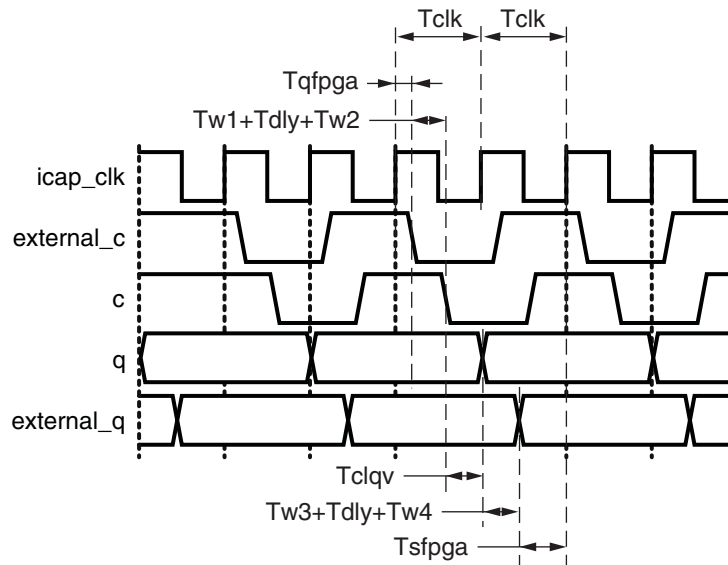 Tclk Tclk
Tqfpga
Tw1+Tdly+Tw2
icap_clk
external_c
c
q
external_q
Tclqv
Tw3+Tdly+Tw4
Tsfpga